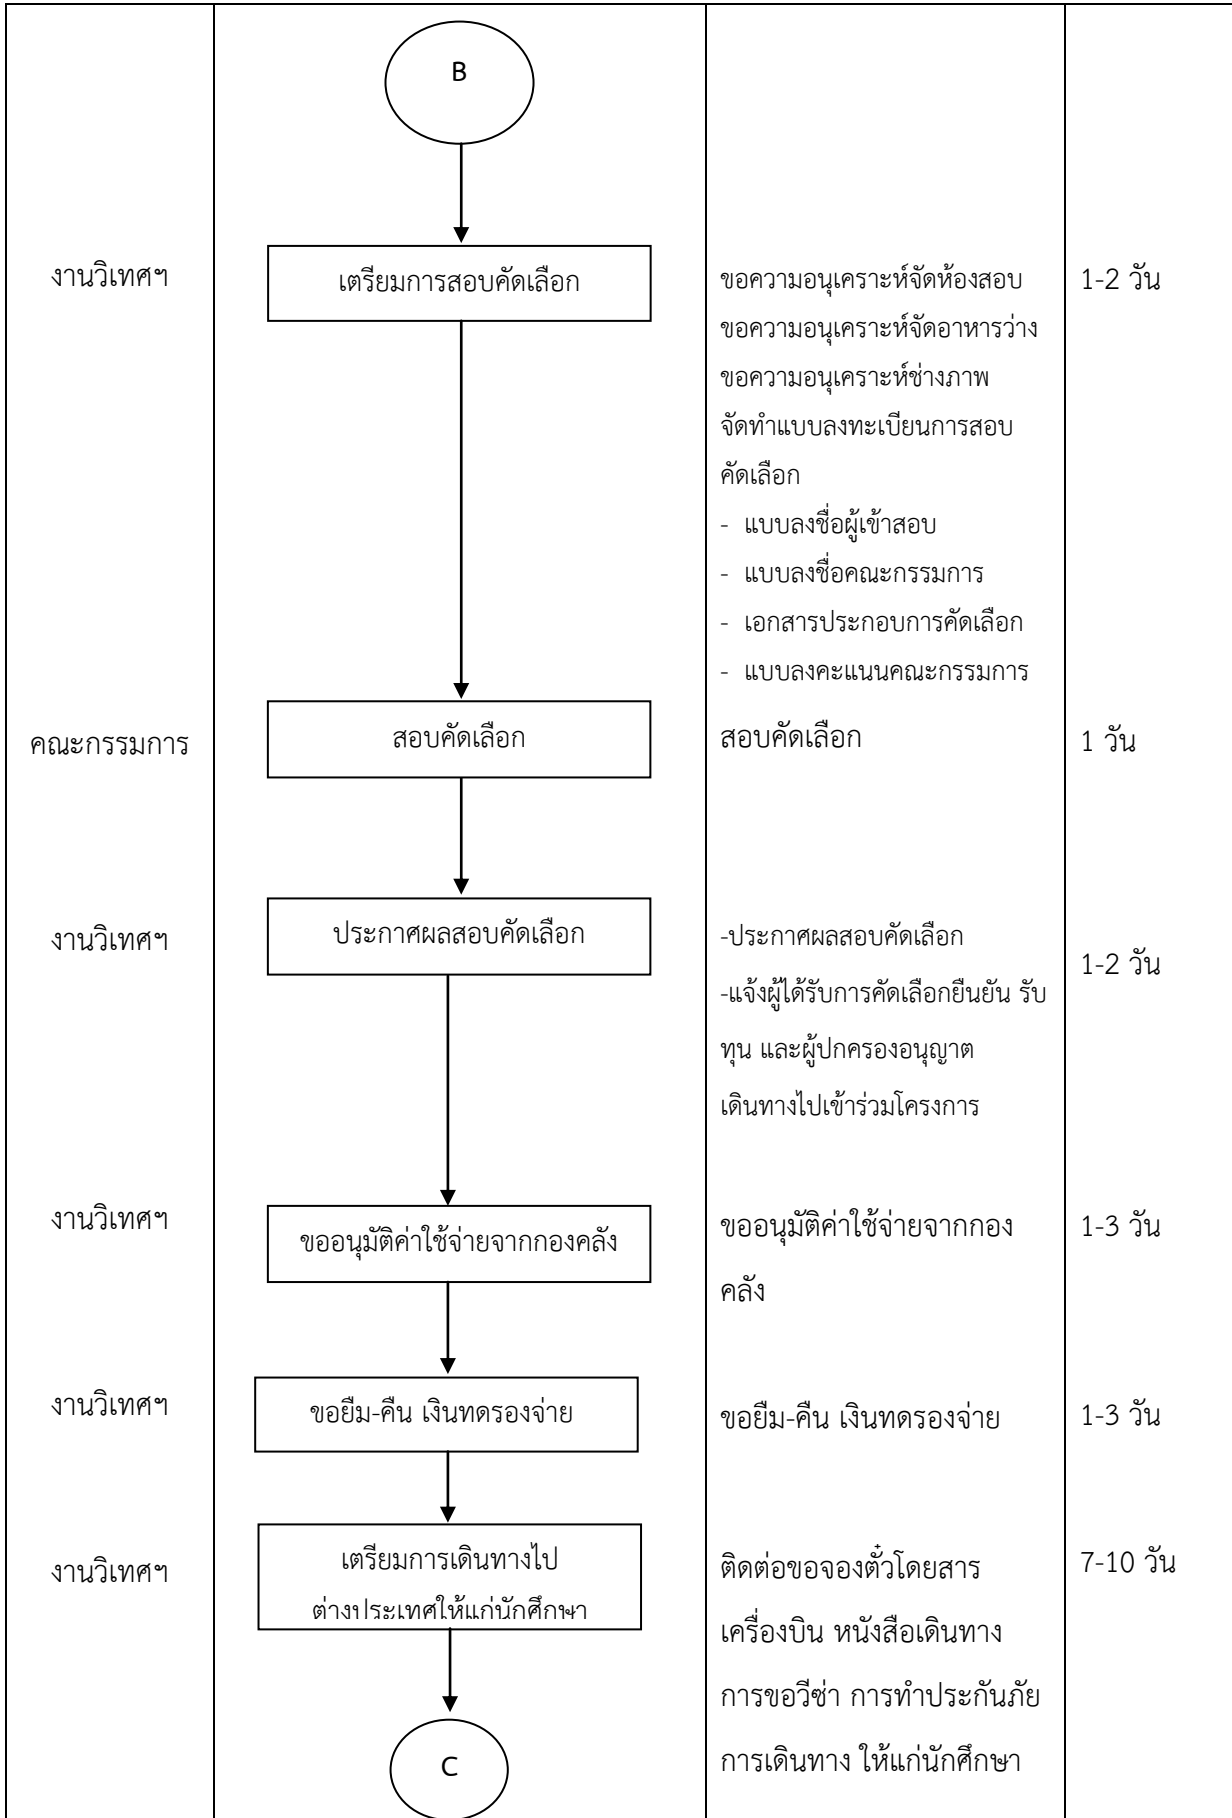 B
งานวิเทศฯ
เตรียมการสอบคัดเลือก
ขอความอนุเคราะห์จัดห้องสอบ
ขอความอนุเคราะห์จัดอาหารว่าง
ขอความอนุเคราะห์ช่างภาพ
จัดทำแบบลงทะเบียนการสอบ
คัดเลือก
- แบบลงชื่อผู้เข้าสอบ
- แบบลงชื่อคณะกรรมการ
- เอกสารประกอบการคัดเลือก
- แบบลงคะแนนคณะกรรมการ
1-2 วัน
คณะกรรมการ
สอบคัดเลือก
สอบคัดเลือก
1 วัน
งานวิเทศฯ
ประกาศผลสอบคัดเลือก
-ประกาศผลสอบคัดเลือก
-แจ้งผู้ได้รับการคัดเลือกยืนยัน รับ
ทุน และผู้ปกครองอนุญาต
เดินทางไปเข้าร่วมโครงการ
1-2 วัน
งานวิเทศฯ
ขออนุมัติค่าใช้จ่ายจากกองคลัง
ขออนุมัติค่าใช้จ่ายจากกอง
คลัง
1-3 วัน
งานวิเทศฯ
ขอยืม-คืน เงินทดรองจ่าย
ขอยืม-คืน เงินทดรองจ่าย
1-3 วัน
งานวิเทศฯ
เตรียมการเดินทางไป
ต่างประเทศให้แก่นักศึกษา
ติดต่อขอจองตั๋วโดยสาร
เครื่องบิน หนังสือเดินทาง
การขอวีซ่า การทำประกันภัย
การเดินทาง ให้แก่นักศึกษา
7-10 วัน
C